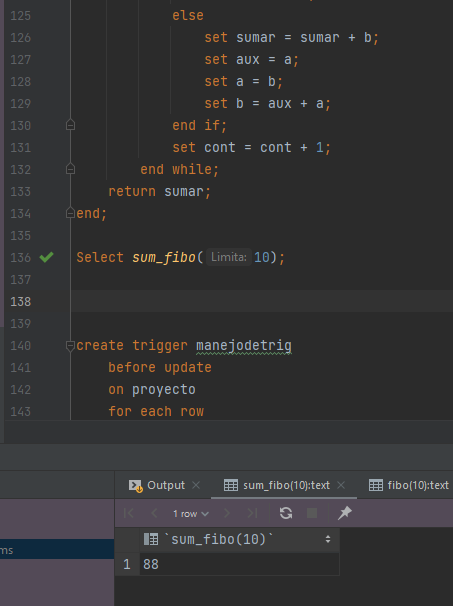 125 else
126 set sumar = sumar + b;
127 set aux = a;
128 set a = b;
129 set b = aux + a;
130 end if;
131 set cont = cont + 1;
132 end while;
133 return sumar;
134 end;
135
136 Select sum_fibo( Limita: 10);
137
138
139
140 create trigger manejodetrig
141 before update
142 on proyecto
143 for each row
Output sum_fibo(10):text fibo(10):text
1 row
`sum_fibo(10)`
ms
1 88